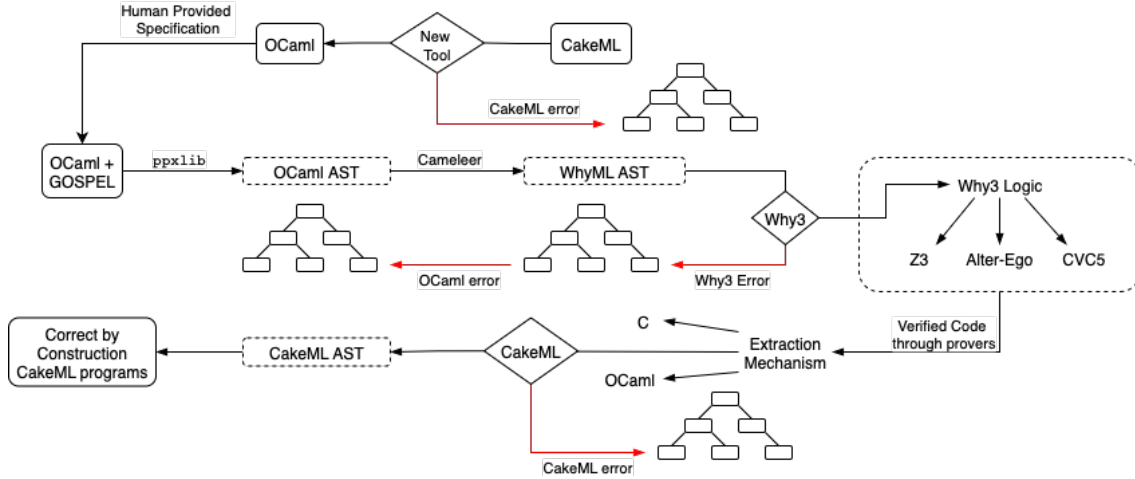 Human Provided
Specification
OCaml
New
Tool
CakeML
CakeML error
OCaml +
GOSPEL
ppxlib
OCaml AST
Cameleer
WhyML AST
Why3
Why3 Logic
Z3
Alter-Ego
CVC5
OCaml error
Why3 Error
Verified Code
through provers
Correct by
Construction
CakeML programs
CakeML AST
CakeML
C
OCaml
Extraction
Mechanism
CakeML error